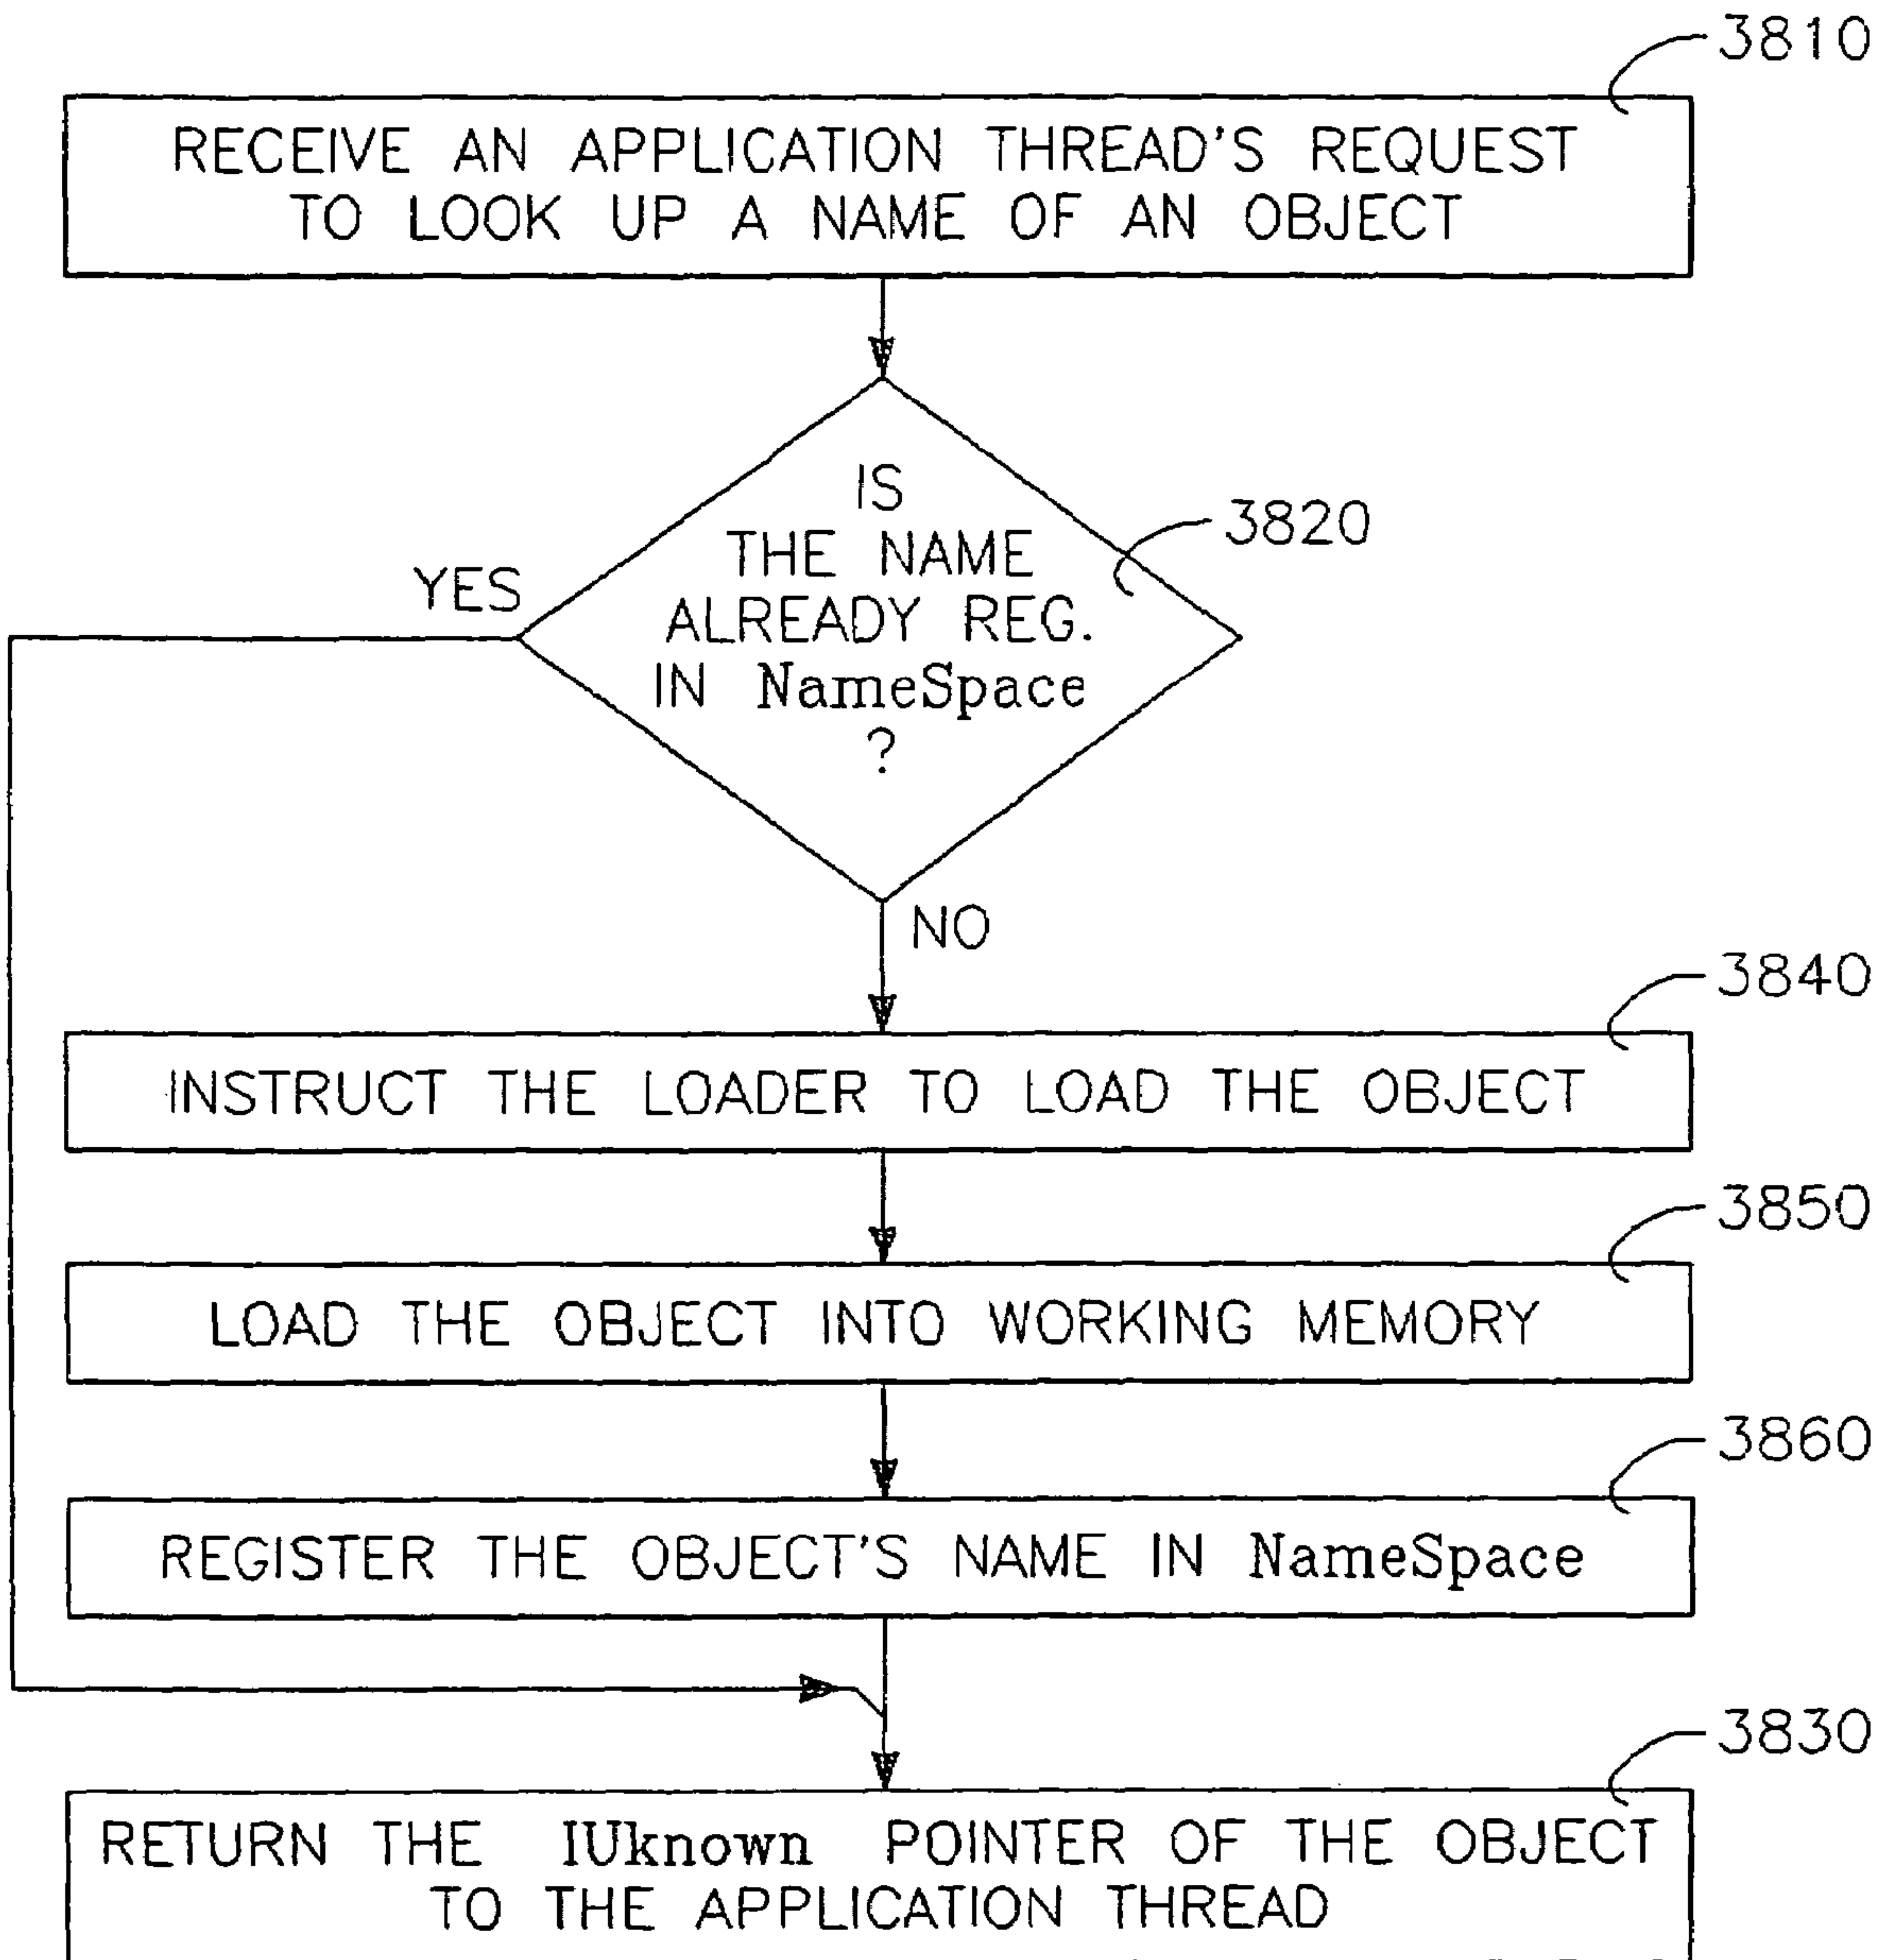 3810
RECEIVE AN APPLICATION THREAD'S REQUEST
TO LOOK UP A NAME OF AN OBJECT
IS
THE NAME
ALREADY REG.
IN NameSpace
?
3820
YES
NO
3840
INSTRUCT THE LOADER TO LOAD THE OBJECT
3850
LOAD THE OBJECT INTO WORKING MEMORY
3860
REGISTER THE OBJECT'S NAME IN NameSpace
3830
RETURN THE IUknown POINTER OF THE OBJECT
TO THE APPLICATION THREAD